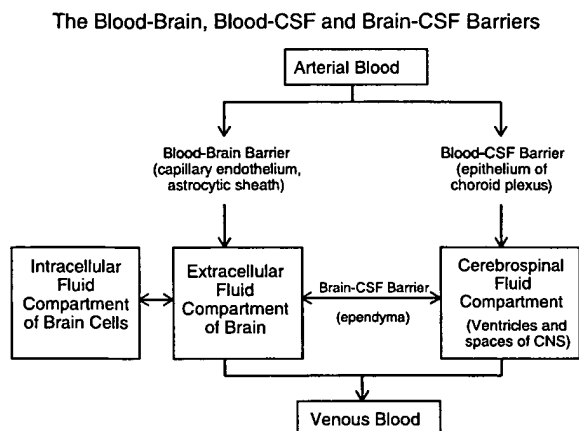 The Blood-Brain, Blood-CSF and Brain-CSF Barriers
Arterial Blood
Blood-Brain Barrier
(capillary endothelium,
astrocytic sheath)
Blood-CSF Barrier
(epithelium of
choroid plexus)
Intracellular
Fluid
Compartment
of Brain Cells
Extracellular
Fluid
Compartment
of Brain
Brain-CSF Barrier
(ependyma)
Cerebrospinal
Fluid
Compartment
(Ventricles and
spaces of CNS)
Venous Blood